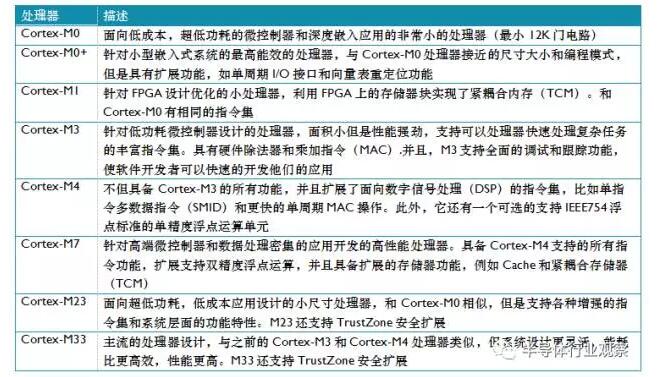 处理器 描述
Cortex-M0 面向低成本，超低功耗的微控制器和深度嵌入应用的非常小的处理器（最小 12K 门电路）
Cortex-M0+ 针对小型嵌入式系统的最高能效的处理器，与 Cortex-M0 处理器接近的尺寸大小和编程模式，
但是具有扩展功能，如单周期 I/O 接口和向量表重定位功能
Cortex-M1 针对 FPGA 设计优化的小处理器，利用 FPGA 上的存储器块实现了紧耦合内存（TCM）。和
Cortex-M0 有相同的指令集
Cortex-M3 针对低功耗微控制器设计的处理器，面积小但是性能强劲，支持可以处理器快速处理复杂任务
的丰富指令集。具有硬件除法器和乘加指令（MAC）.并且，M3 支持全面的调试和跟踪功能，
使软件开发者可以快速的开发他们的应用
Cortex-M4 不但具备 Cortex-M3 的所有功能，并且扩展了面向数字信号处理（DSP）的指令集，比如单指
令多数据指令（SMID）和更快的单周期 MAC 操作。此外，它还有一个可选的支持 IEEE754 浮
点标准的单精度浮点运算单元
Cortex-M7 针对高端微控制器和数据处理密集的应用开发的高性能处理器。具备 Cortex-M4 支持的所有指
令功能，扩展支持双精度浮点运算，并且具备扩展的存储器功能，例如 Cache 和紧耦合存储器
（TCM）
Cortex-M23 面向超低功耗，低成本应用设计的小尺寸处理器，和 Cortex-M0 相似，但是支持各种增强的指
令集和系统层面的功能特性。M23 还支持 TrustZone 安全扩展
Cortex-M33 主流的处理器设计，与之前的 Cortex-M3 和 Cortex-M4 处理器类似，但系统设计更灵活，能耗
比更高效，性能更高。M33 还支持 TrustZone 安全扩展
半导体行业观察